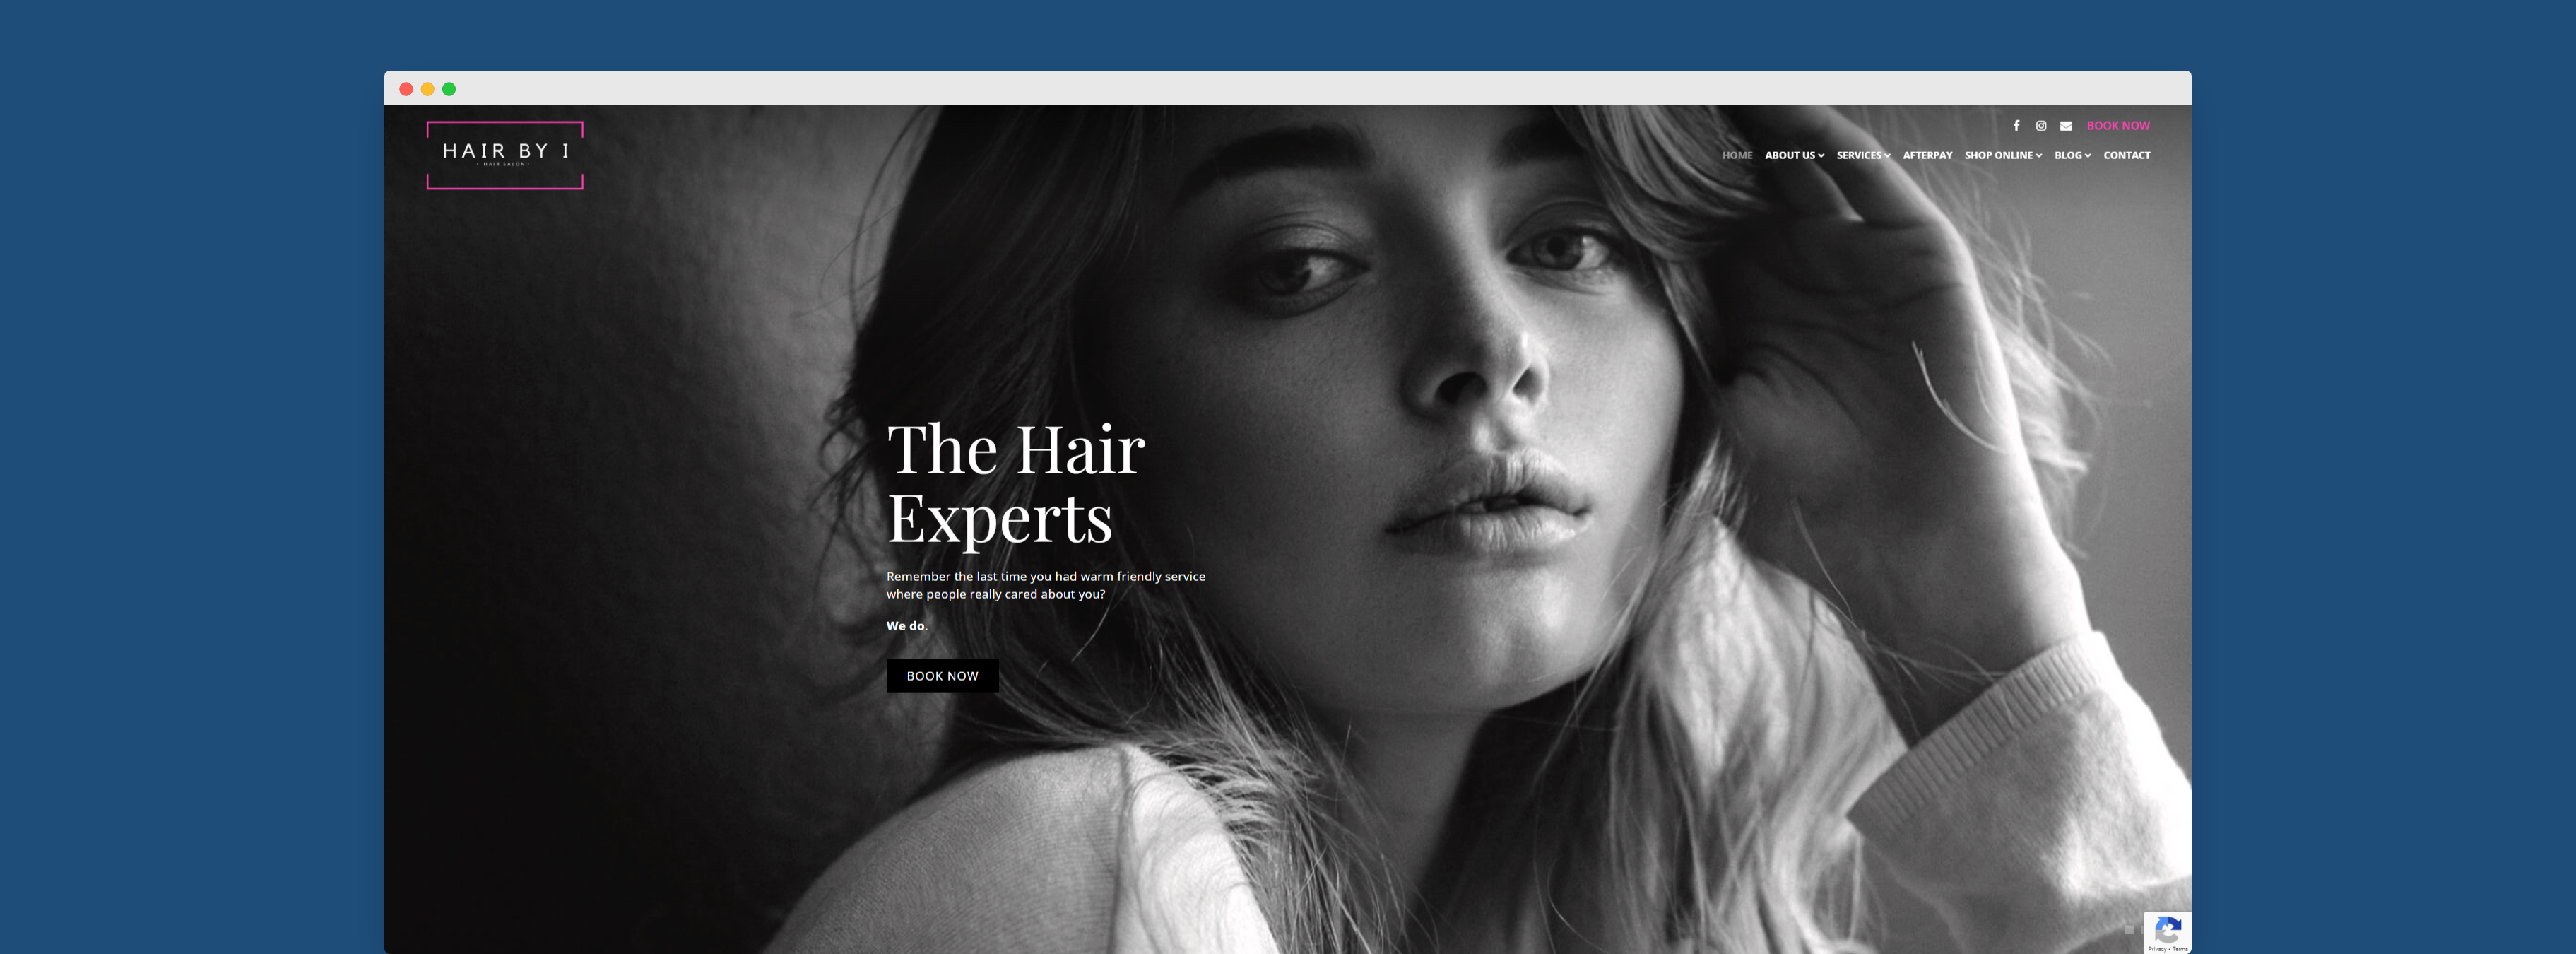 HAIR BY I
• HAIR SALON •
BOOK NOW
HOME ABOUT US SERVICES AFTERPAY SHOP ONLINE BLOG CONTACT
The Hair
Experts
Remember the last time you had warm friendly service
where people really cared about you?
We do.
BOOK NOW
Privacy - Terms